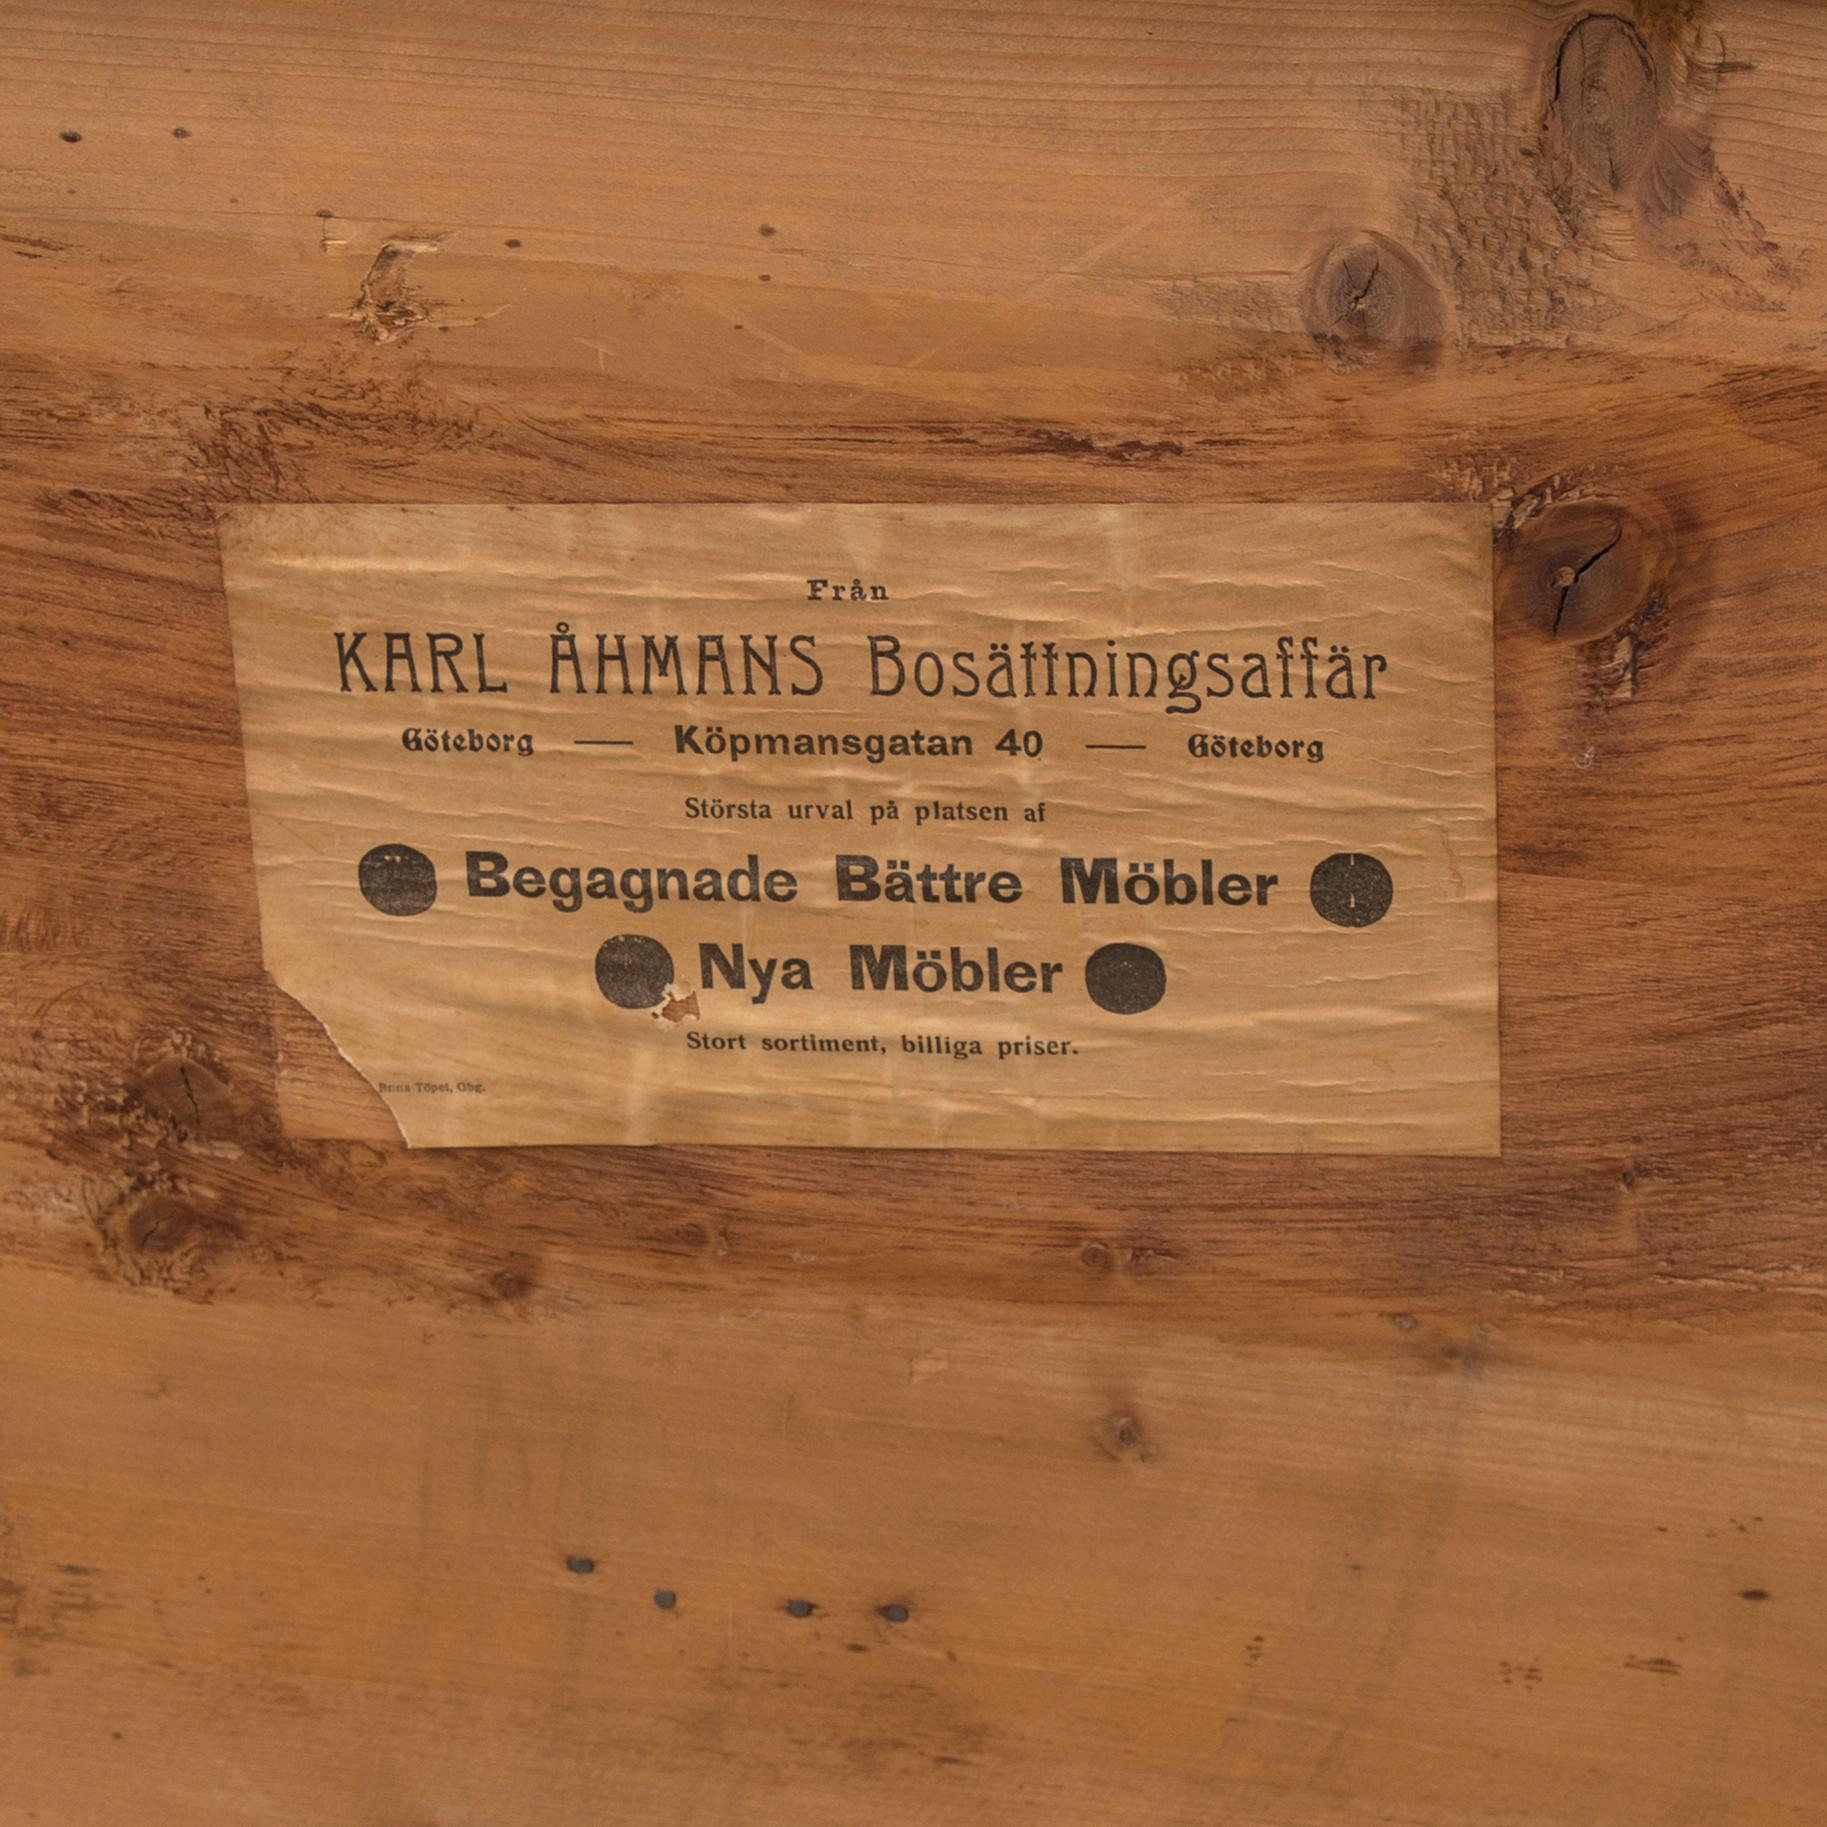 Från
KARL ÅHMANS Bosättningsaffär
Göteborg — Köpmansgatan 40 — Göteborg
Största urval på platsen af
Begagnade Bättre Möbler
Nya Möbler
Stort sortiment, billiga priser.
Gbg.